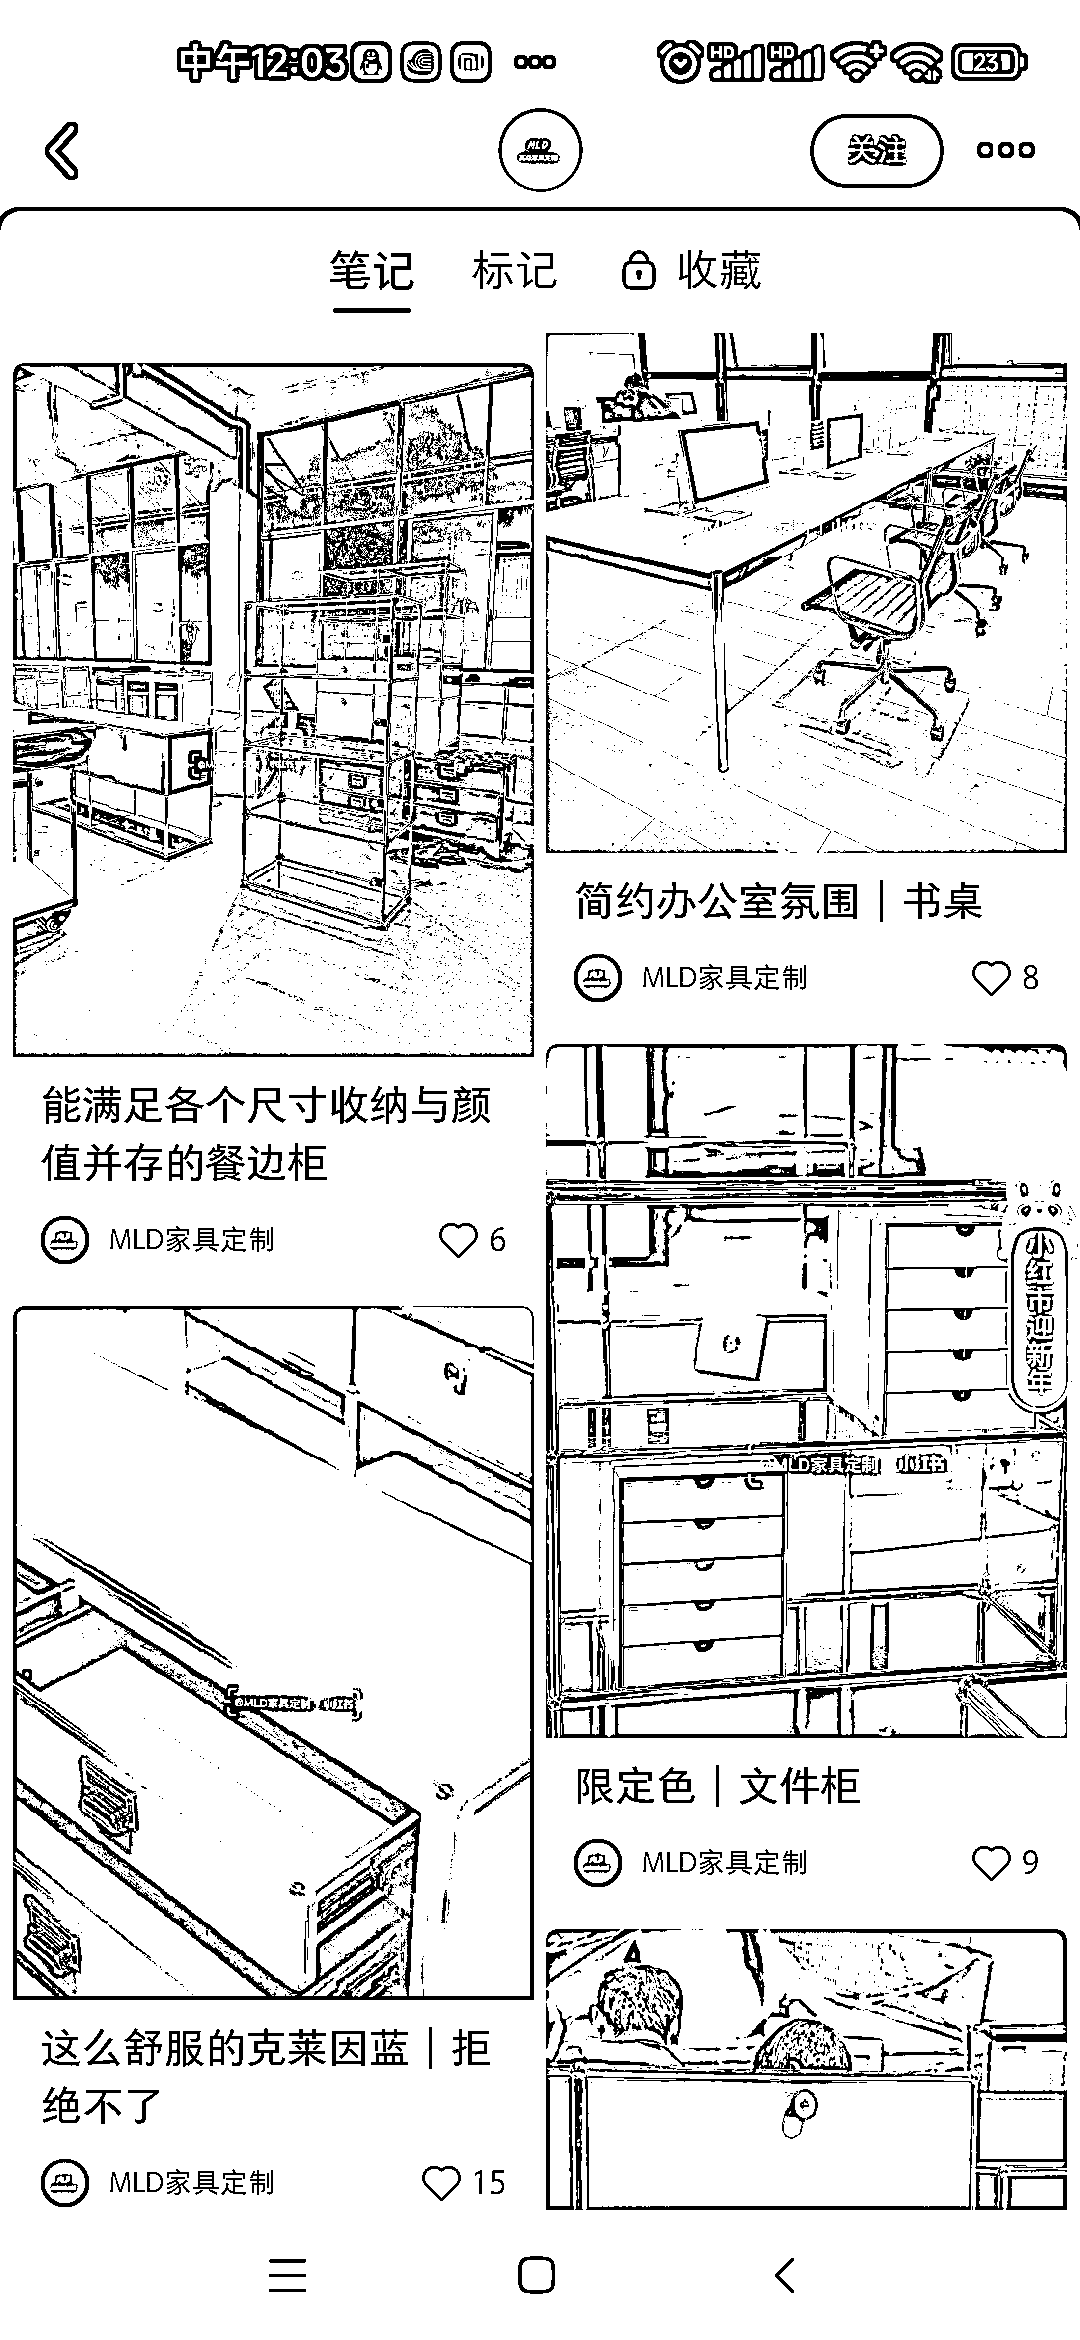 中午12:03
HD
HD
23
MLD
关注
笔记
标记
收藏
能满足各个尺寸收纳与颜
值并存的餐边柜
MLD家具定制
6
这么舒服的克莱因蓝｜拒
绝不了
MLD家具定制
15
@MLD家具定制
简约办公室氛围｜书桌
MLD家具定制
8
小红市迎新年
@MLD家具定制 小红书
限定色｜文件柜
MLD家具定制
9